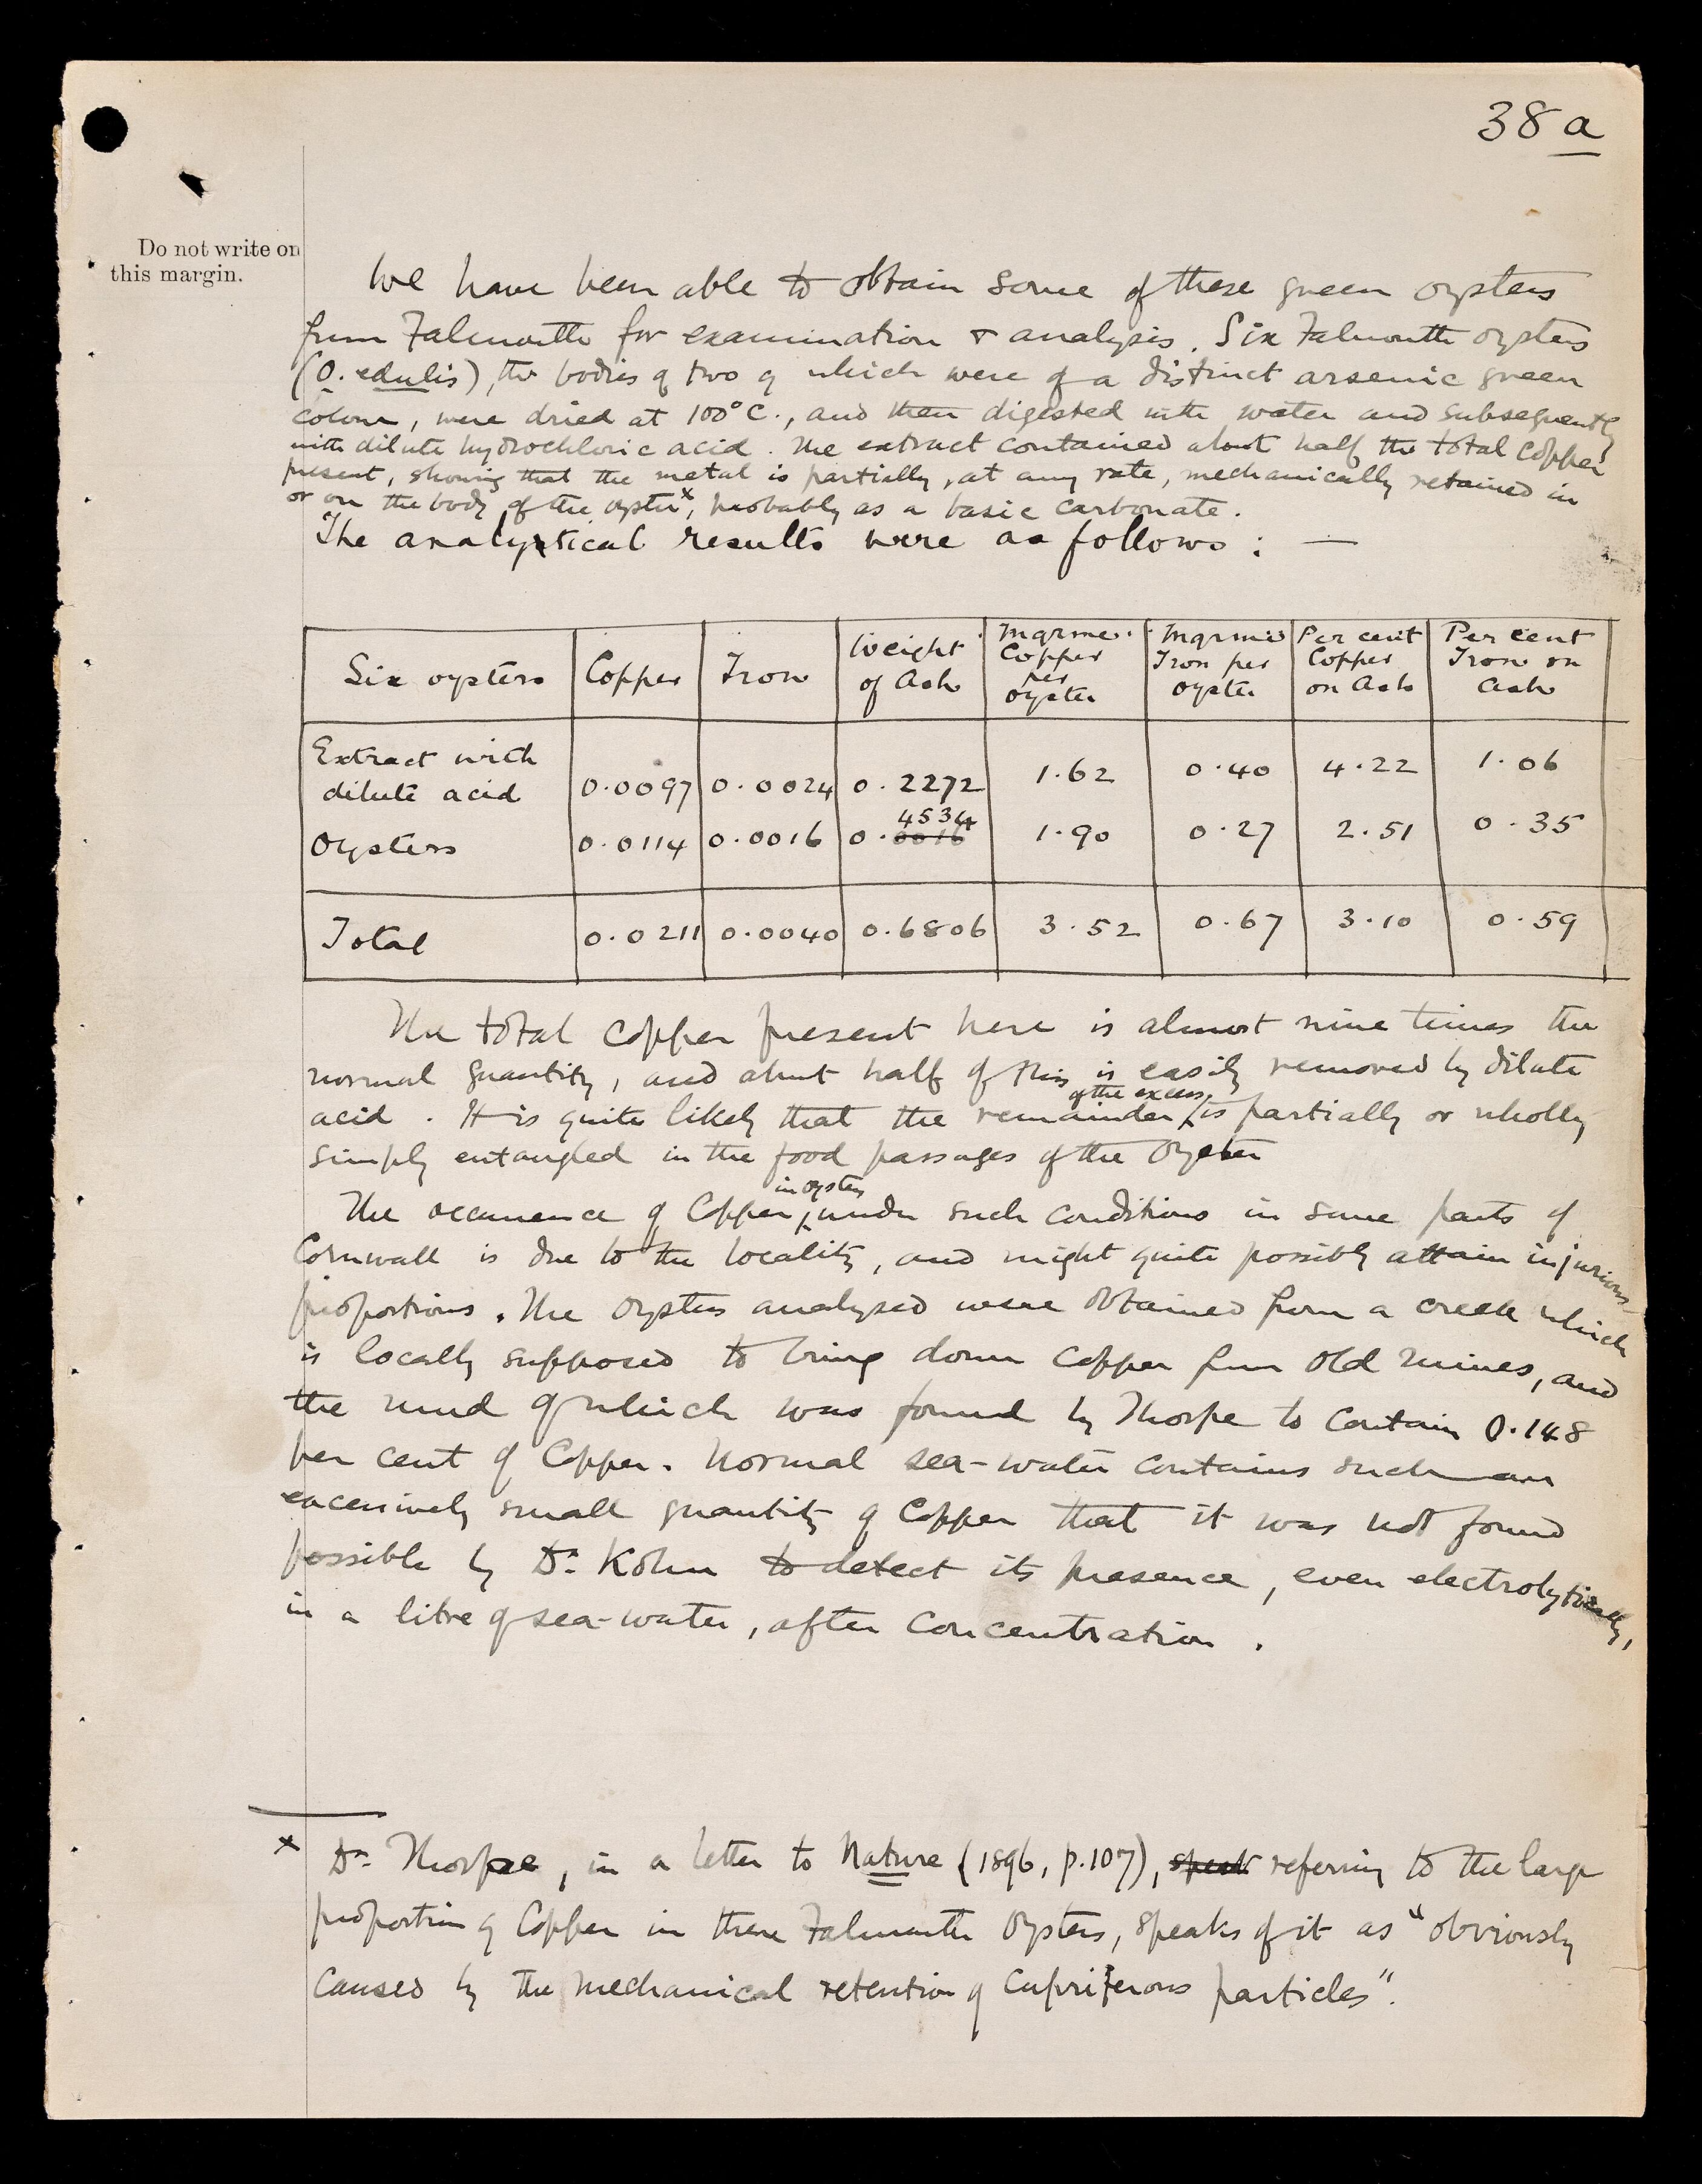 38a
Do not write on
this margin.
We have been able to obtain some of these green oysters
from Falmouth for examination & analysis. Six Falmouth oysters
(O. edulis), the bodies of two of which were of a distinct arsenic green
colour, were dried at 100°C., and then digested with water and subsequently
with dilute hydrochloric acid. The extract contained about half the total copper
present, showing that the metal is partially, at any rate, mechanically retained in
or on the body of the oyster x, probably as a basic carbonate.
The analytical results were as follows: —
Six oysters | Copper | Iron | Weight of Ash | Mgrme. Copper per oyster | Mgrme Iron per oyster | Per cent Copper on Ash | Per cent Iron on Ash
Extract with dilute acid | 0.0097 | 0.0024 | 0.2272 | 1.62 | 0.40 | 4.22 | 1.06
Oysters | 0.0114 | 0.0016 | 0.0016 4534 | 1.90 | 0.27 | 2.51 | 0.35
Total | 0.0211 | 0.0040 | 0.6806 | 3.52 | 0.67 | 3.10 | 0.59
The total copper present here is almost nine times the
normal quantity, and about half of this is easily removed by dilute
acid. It is quite likely that the remainder of the excess, is partially or wholly
simply entangled in the food passages of the Oyster
The occurrence of Copper in oysters under such conditions in some parts of
Cornwall is due to the locality, and might quite possibly attain injurious
proportions. The Oysters analysed were obtained from a creek which
is locally supposed to bring down copper from old mines, and
the mud of which was found by Thorpe to contain 0.148
per cent of Copper. Normal sea-water contains such an
excessively small quantity of Copper that it was not found
possible by Dr. Kohn to detect its presence, even electrolytically,
in a litre of sea-water, after concentration.
x Dr. Thorpe, in a letter to Nature (1896, p.107), speak referring to the large
proportion of Copper in these Falmouth Oysters, speaks of it as "obviously
caused by the mechanical retention of cupriferous particles".